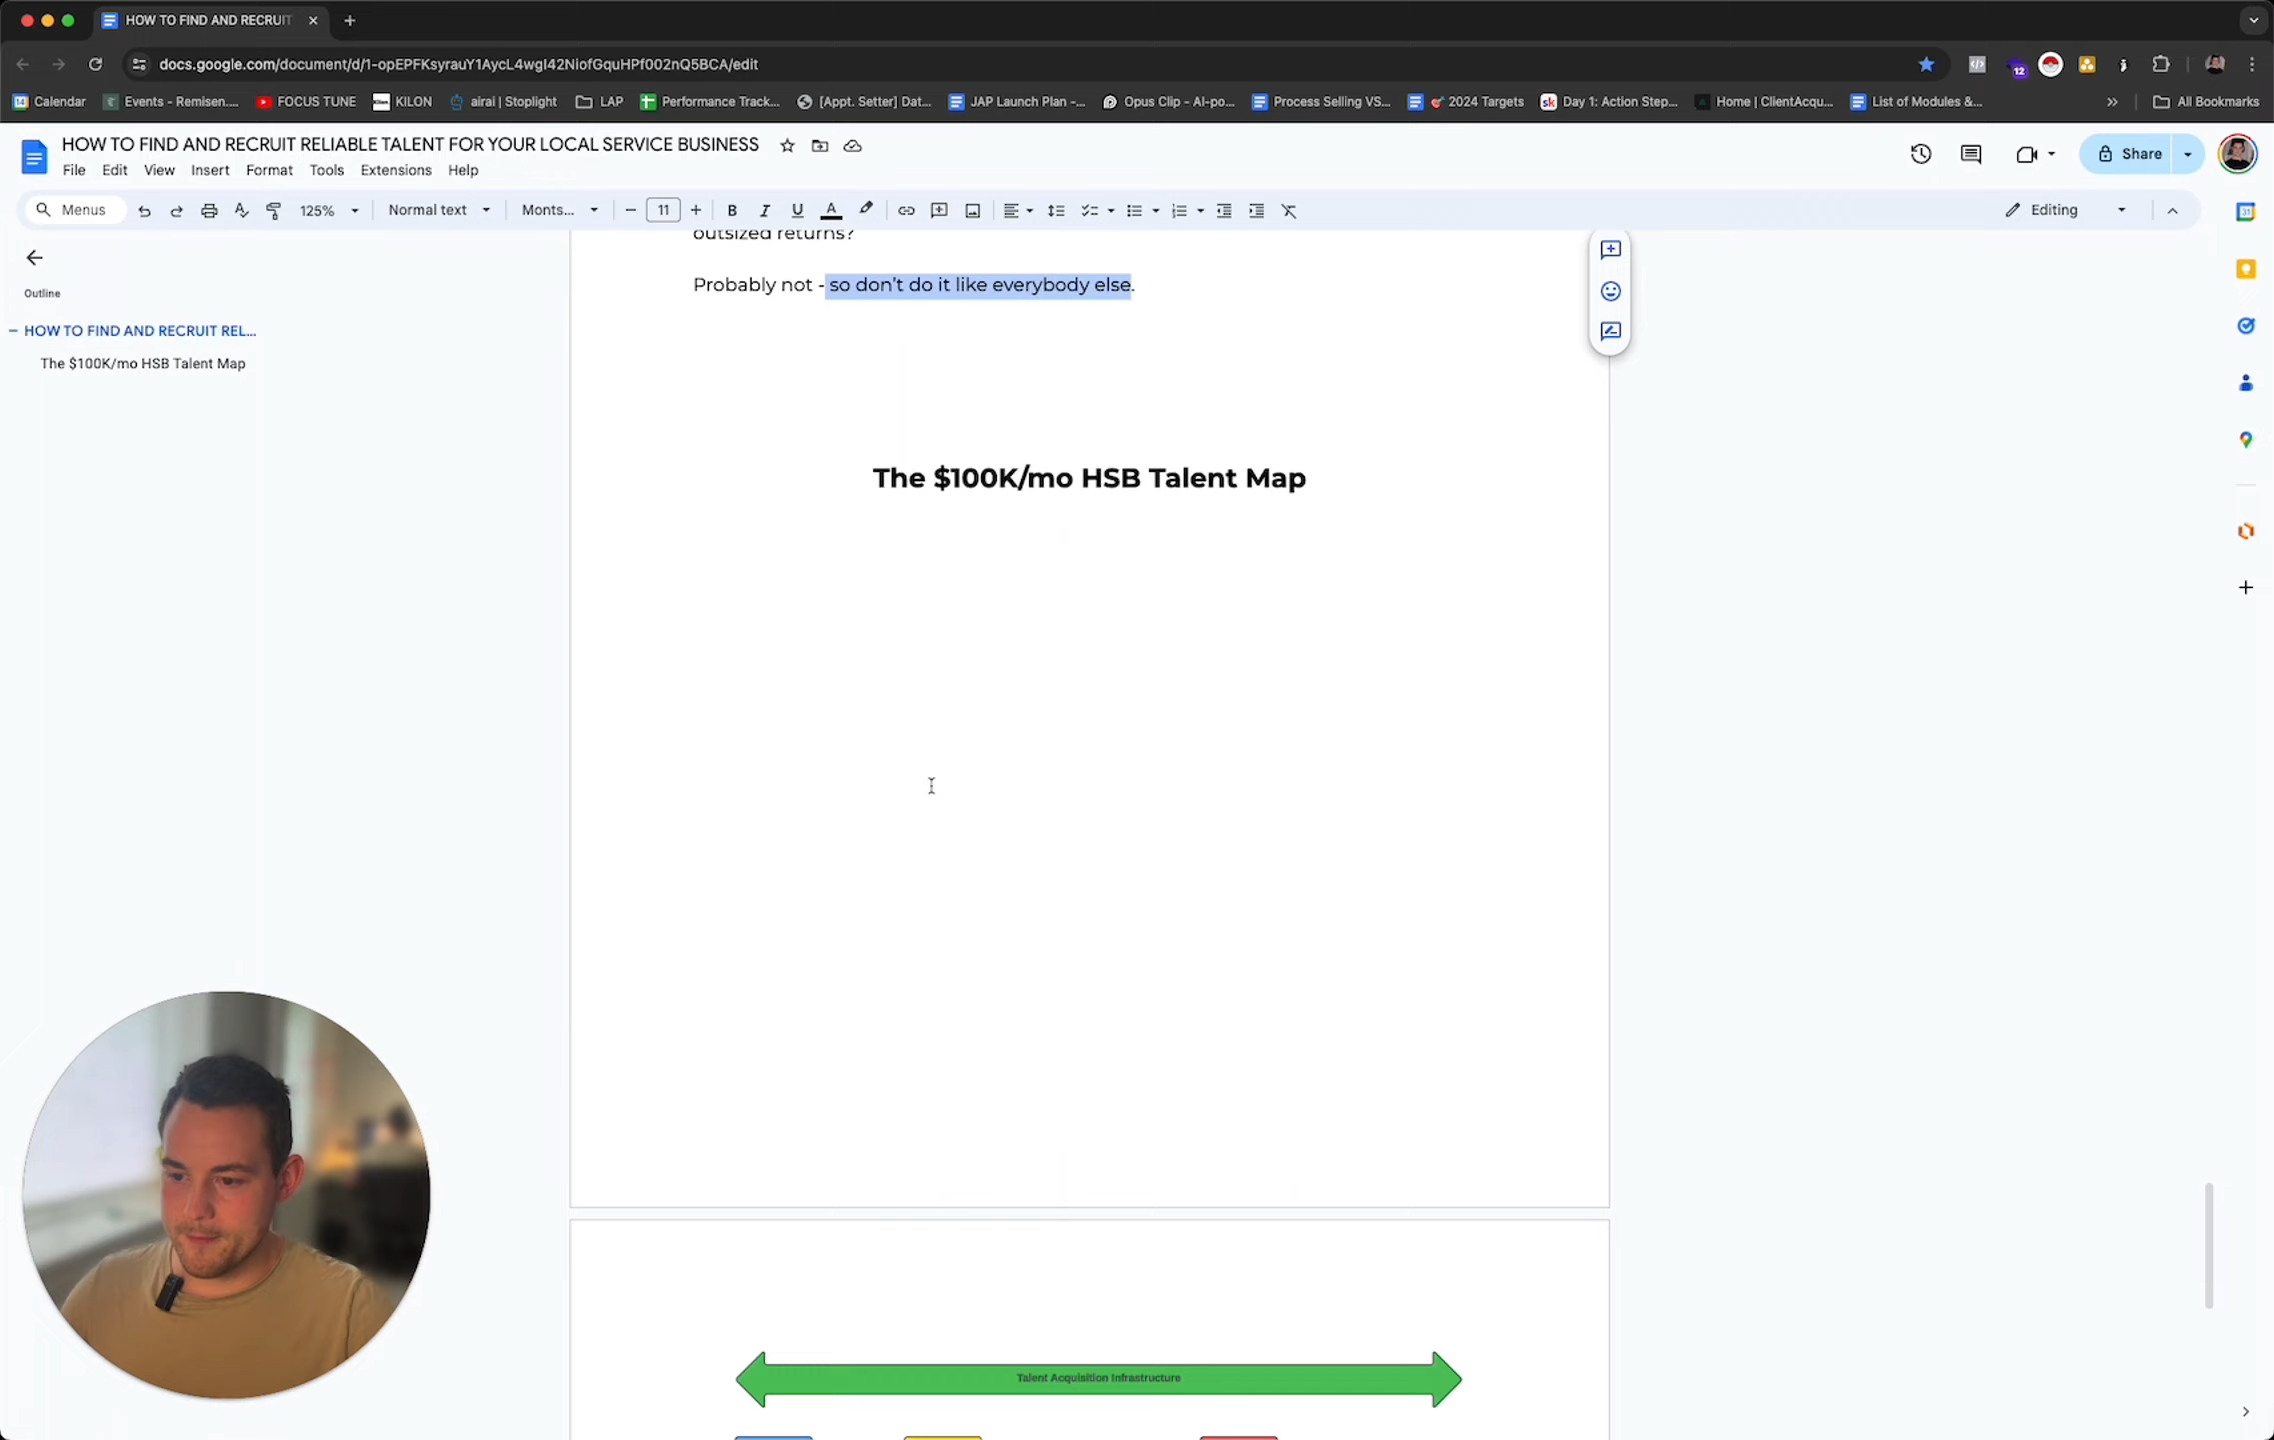 HOW TO FIND AND RECRUIT
docs.google.com/document/d/1-opEPFKsyrauY1AycL4wgI42NiofGquHPf002nQ5BCA/edit
12
Calendar
Events - Remisen....
FOCUS TUNE
KILON
airai | Stoplight
LAP
Performance Track...
[Appt. Setter] Dat...
JAP Launch Plan -...
Opus Clip - AI-po...
Process Selling VS...
2024 Targets
Day 1: Action Step...
Home | ClientAcqu...
List of Modules &...
All Bookmarks
HOW TO FIND AND RECRUIT RELIABLE TALENT FOR YOUR LOCAL SERVICE BUSINESS
File Edit View Insert Format Tools Extensions Help
Share
Menus
125%
Normal text
Monts...
11
Editing
Outline
HOW TO FIND AND RECRUIT REL...
The $100K/mo HSB Talent Map
outsized returns?
Probably not - so don't do it like everybody else.
The $100K/mo HSB Talent Map
Talent Acquisition Infrastructure